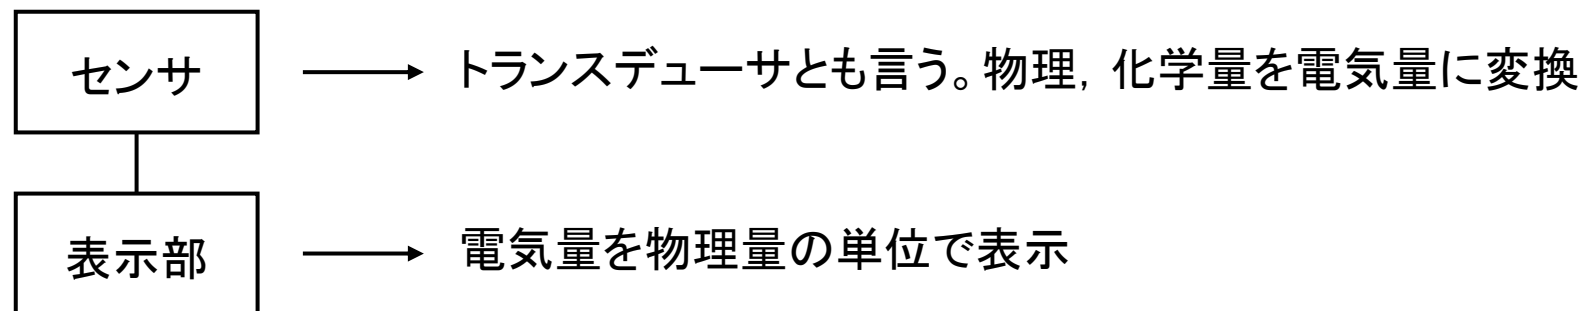 センサ
トランスデューサとも言う。物理，化学量を電気量に変換
表示部
電気量を物理量の単位で表示